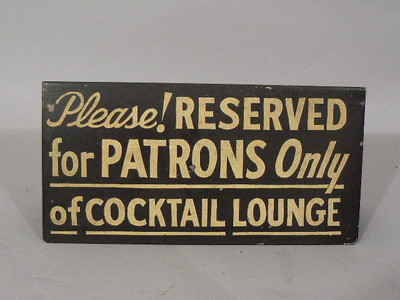 Please! RESERVED
for PATRONS Only
of COCKTAIL LOUNGE